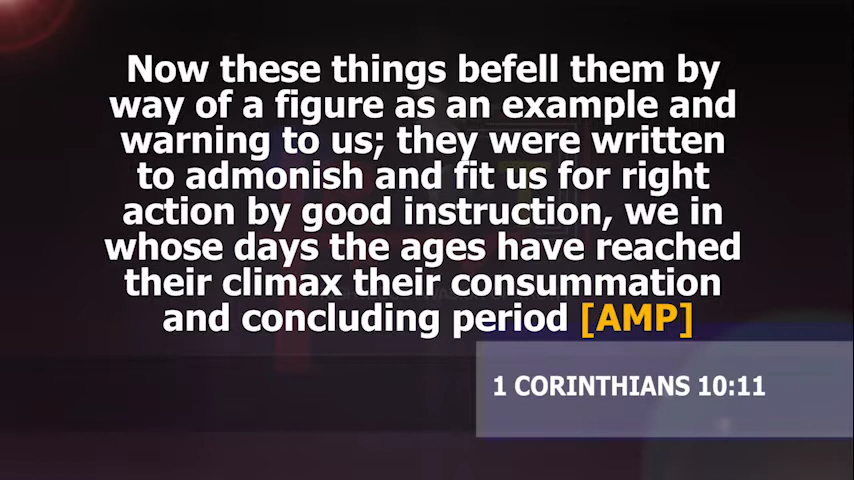 Now these things befell them by
way of a figure as an example and
warning to us; they were written
to admonish and fit us for right
action by good instruction, we in
whose days the ages have reached
their climax their consummation
and concluding period [AMP]
1 CORINTHIANS 10:11